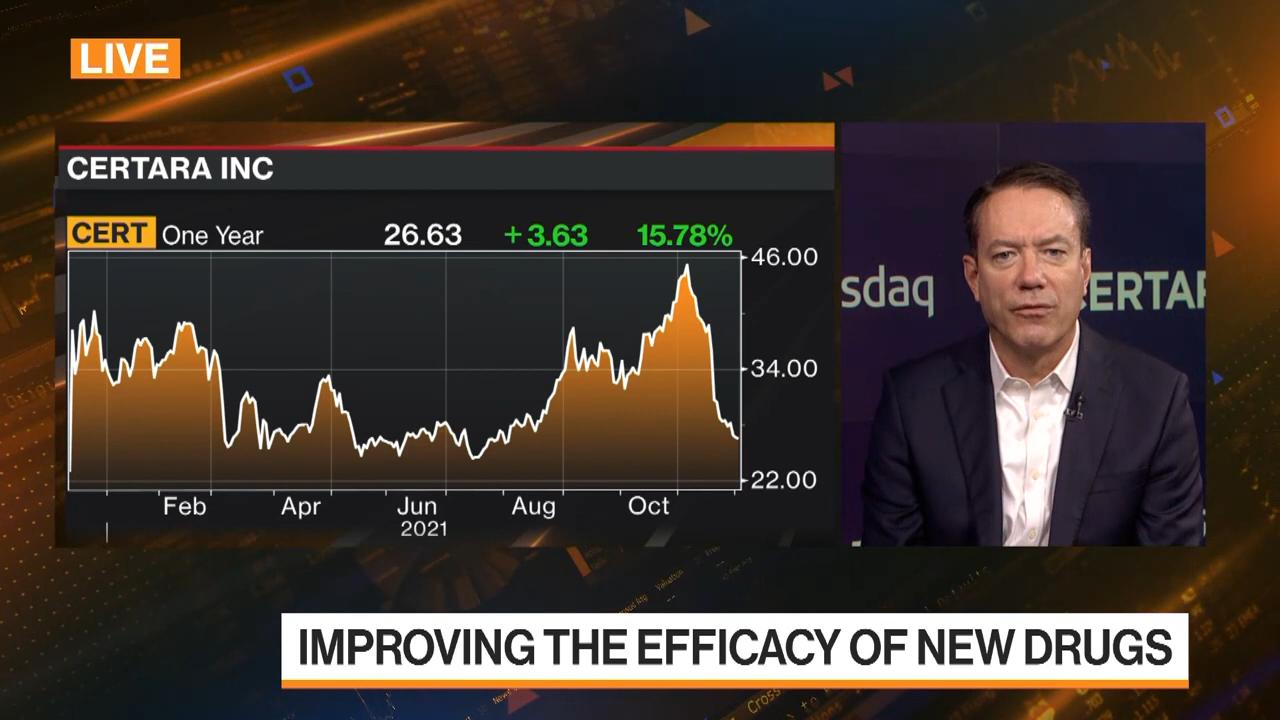 LIVE
CERTARA INC
CERT One Year 26.63 +3.63 15.78%
46.00
34.00
22.00
Feb Apr Jun Aug Oct
2021
sdaq
ERTAR
IMPROVING THE EFFICACY OF NEW DRUGS